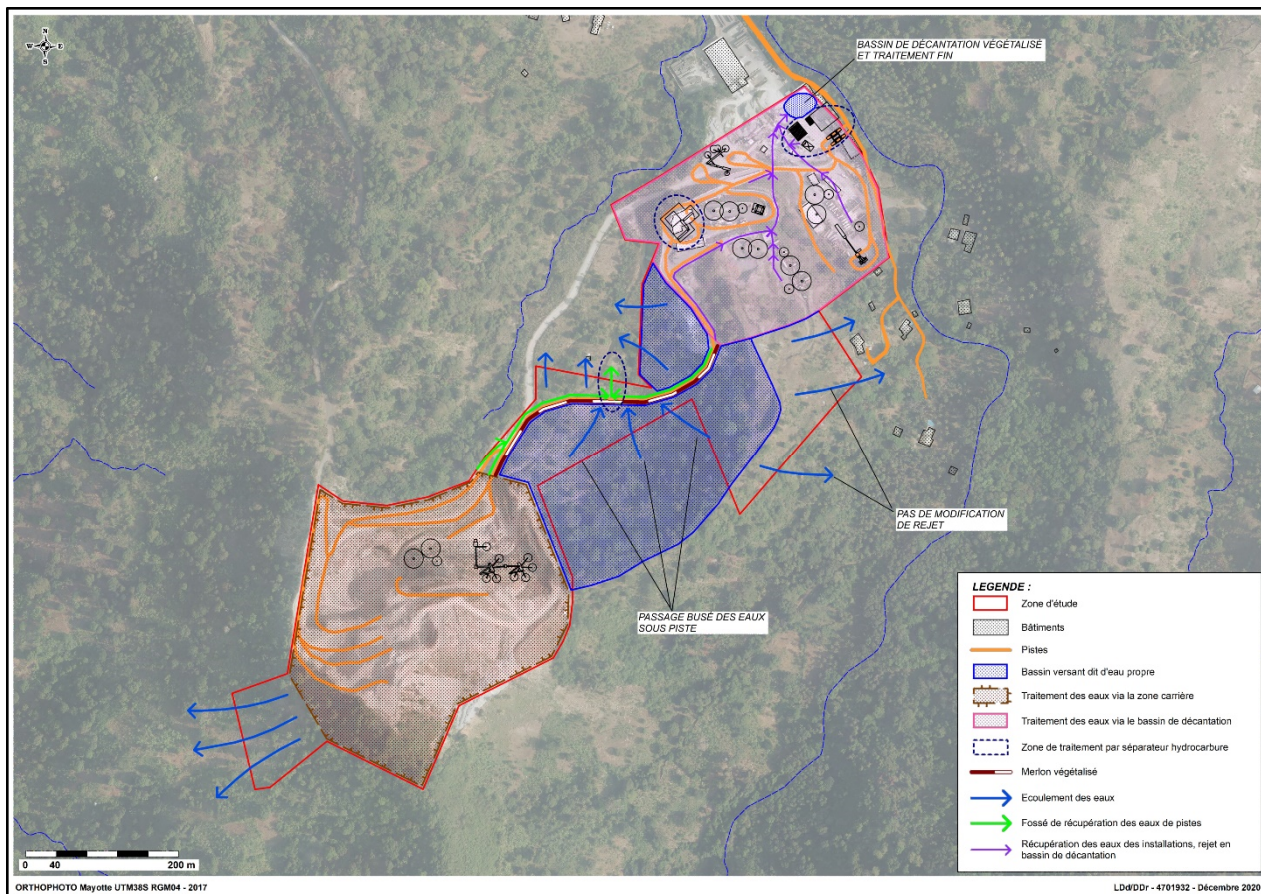 N
W E
S
BASSIN DE DÉCANTATION VÉGÉTALISÉ
ET TRAITEMENT FIN
PAS DE MODIFICATION
DE REJET
PASSAGE BUSÉ DES EAUX
SOUS PISTE
LEGENDE :
Zone d'étude
Bâtiments
Pistes
Bassin versant dit d'eau propre
Traitement des eaux via la zone carrière
Traitement des eaux via le bassin de décantation
Zone de traitement par séparateur hydrocarbure
Merlon végétalisé
Ecoulement des eaux
Fossé de récupération des eaux de pistes
Récupération des eaux des installations, rejet en
bassin de décantation
0 40 200 m
ORTHOPHOTO Mayotte UTM38S RGM04 - 2017
LDd/DDr - 4701932 - Décembre 2020